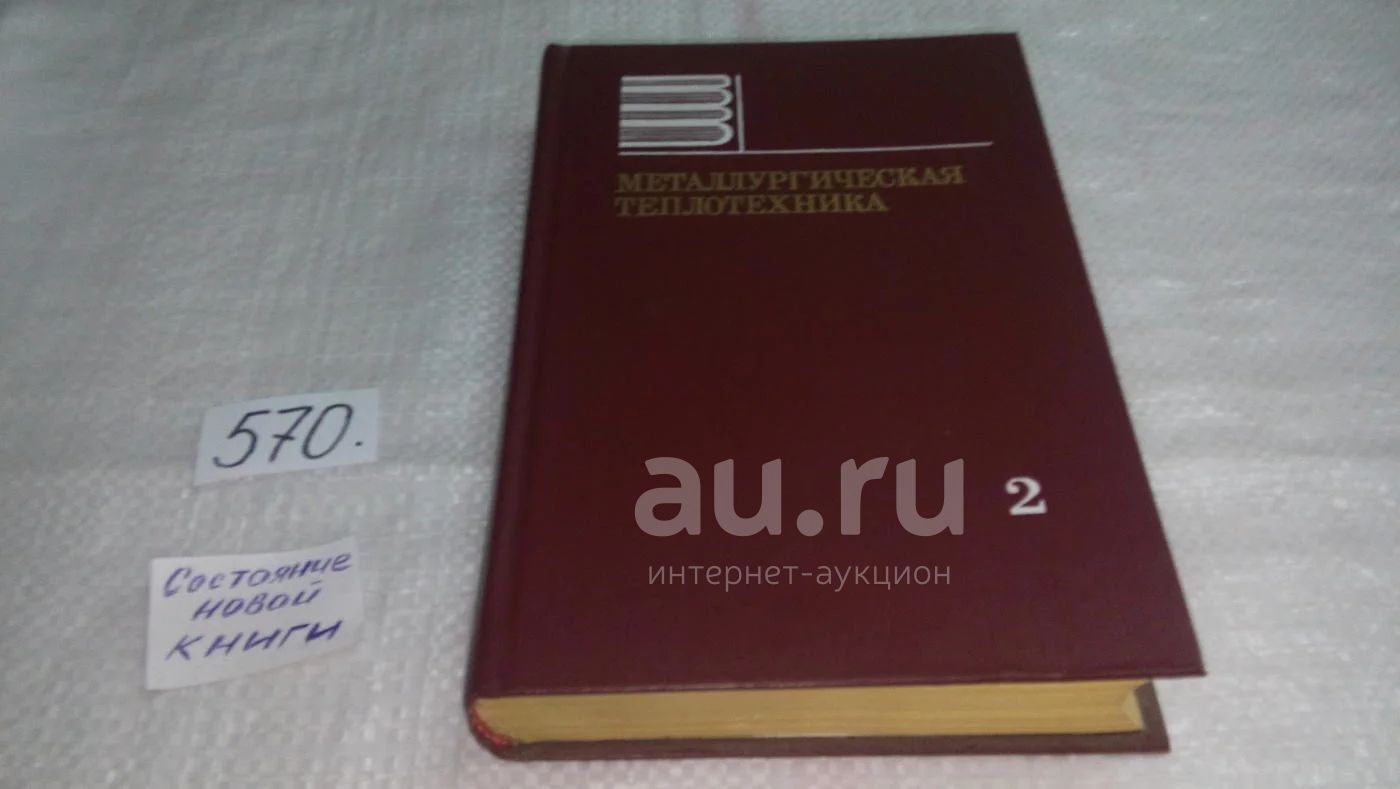 МЕТАЛЛУРГИЧЕСКАЯ
ТЕПЛОТЕХНИКА
570.
au.ru
2
интернет-аукцион
Состояние
новой
книги